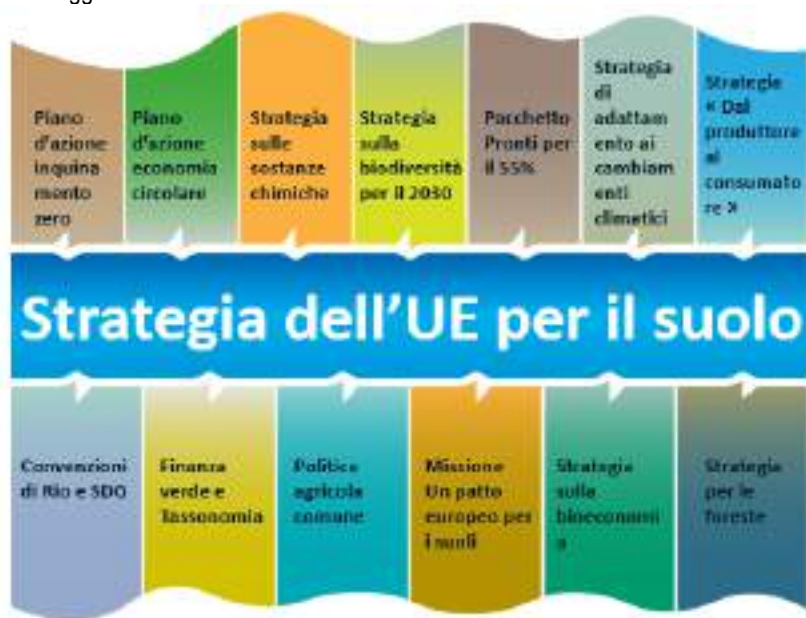 Piano
d'azione
inquina
mento
zero
Piano
d'azione
economia
circolare
Strategia
sulle
sostanze
chimiche
Strategia
sulla
biodiversità
per il 2030
Pacchetto
Pronti per
il 55%
Strategia
di
adattam
ento ai
cambiam
enti
climatici
Strategia
« Dal
produttore
al
consumato
re »
Strategia dell'UE per il suolo
Convenzioni
di Rio e SDG
Finanza
verde e
Tassonomia
Politica
agricola
comune
Missione
Un patto
europeo per
i suoli
Strategia
sulla
bioeconomi
a
Strategia
per le
foreste